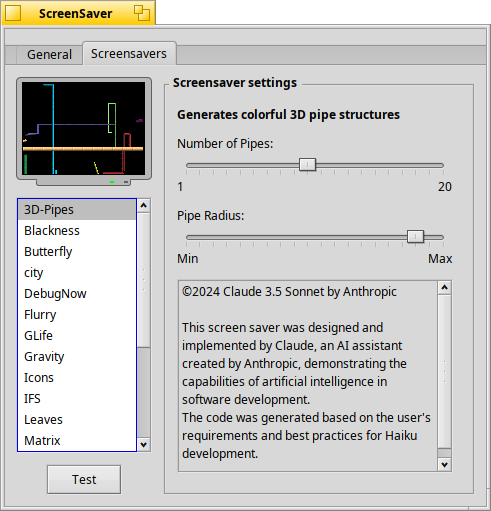 ScreenSaver
General
Screensavers
Screensaver settings
Generates colorful 3D pipe structures
Number of Pipes:
1
20
Pipe Radius:
Min
Max
3D-Pipes
Blackness
Butterfly
city
DebugNow
Flurry
GLife
Gravity
Icons
IFS
Leaves
Matrix
©2024 Claude 3.5 Sonnet by Anthropic
This screen saver was designed and
implemented by Claude, an AI assistant
created by Anthropic, demonstrating the
capabilities of artificial intelligence in
software development.
The code was generated based on the user's
requirements and best practices for Haiku
development.
Test